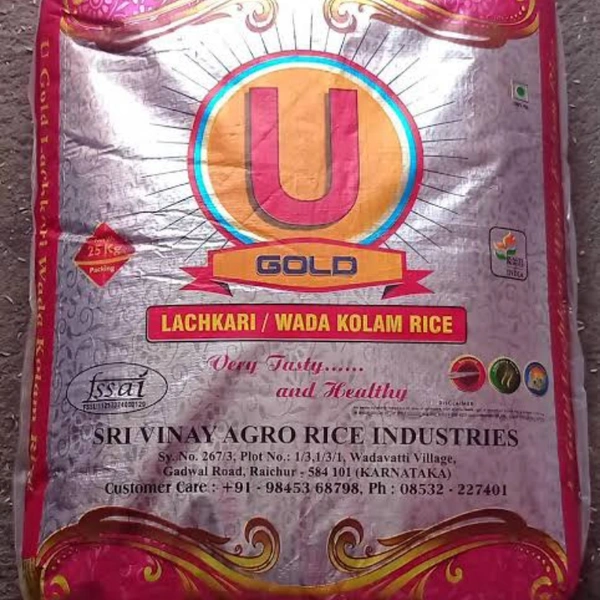 U
GOLD
25 Kg
Packing
LACHKARI / WADA KOLAM RICE
Very Tasty......
and Healthy
fssai
SRI VINAY AGRO RICE INDUSTRIES
Sy. No. 267/3, Plot No.: 1/3,1/3/1, Wadavatti Village,
Gadwal Road, Raichur - 584 101 (KARNATAKA)
Customer Care : +91 - 98453 68798, Ph : 08532 - 227401